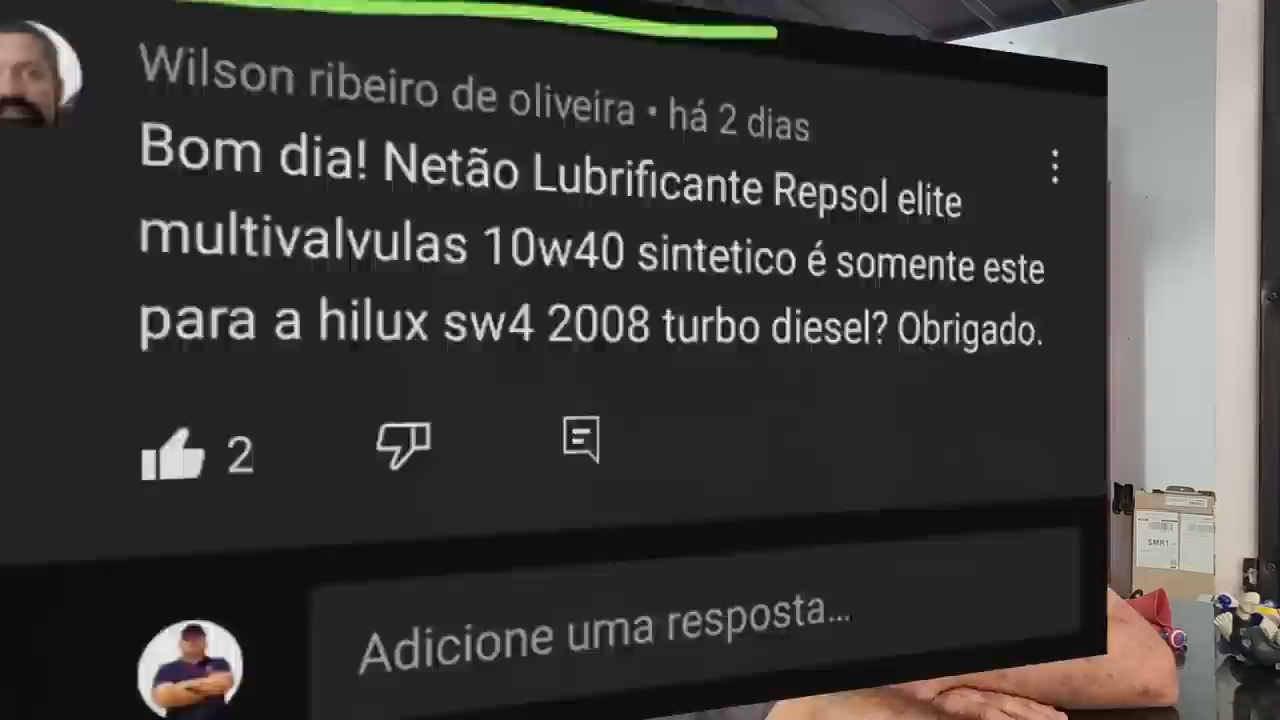 Wilson ribeiro de oliveira • há 2 dias
Bom dia! Netão Lubrificante Repsol elite
multivalvulas 10w40 sintetico é somente este
para a hilux sw4 2008 turbo diesel? Obrigado.
2
Adicione uma resposta...
SMR1